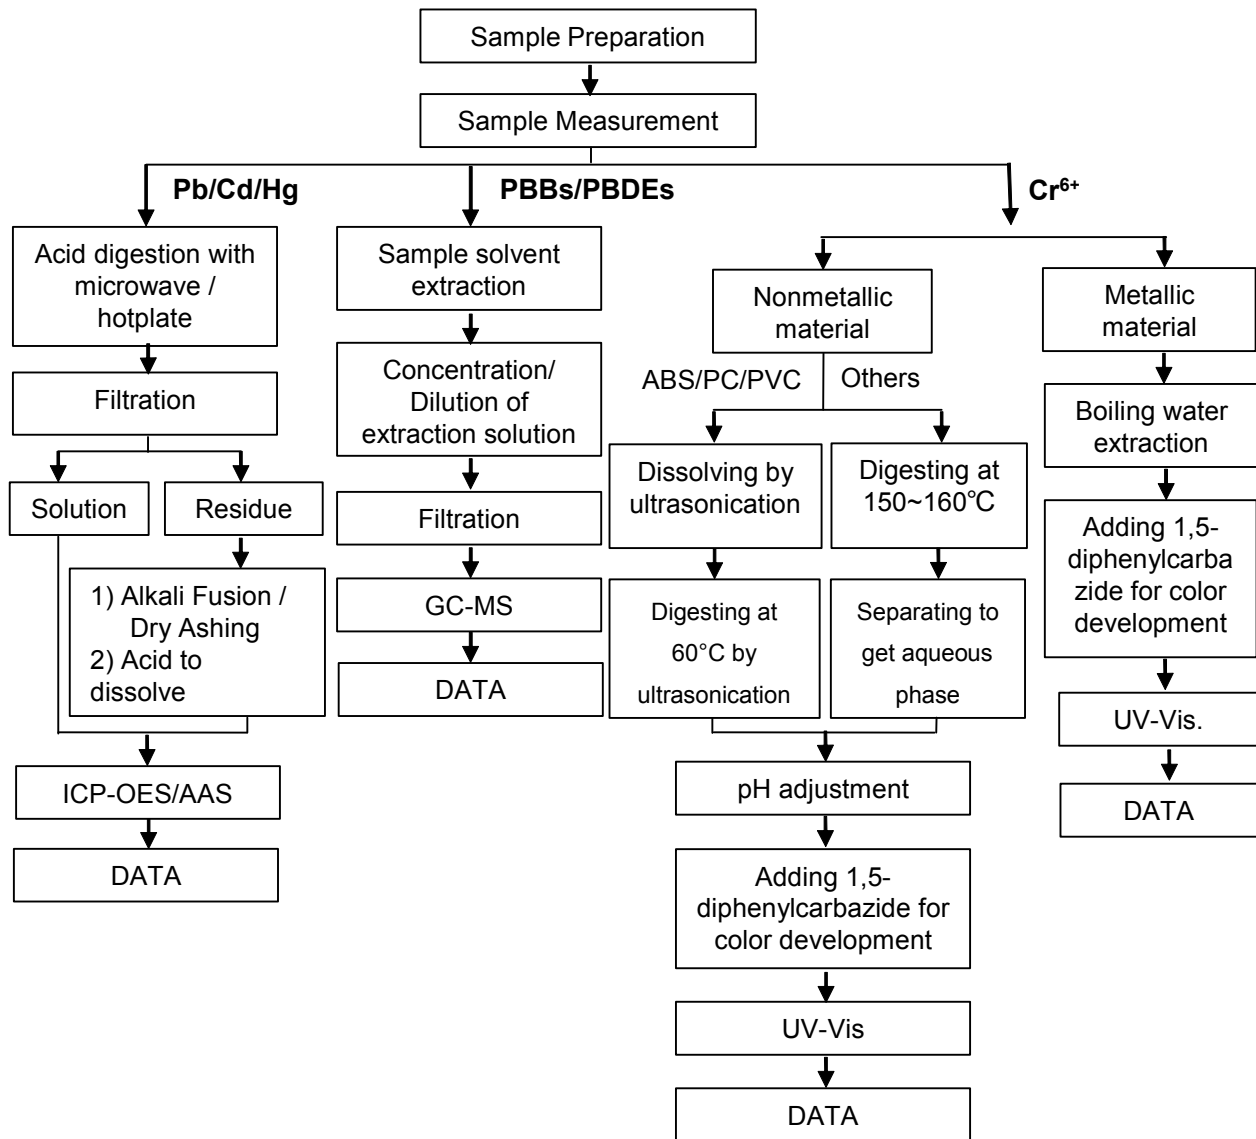 Sample Preparation
Sample Measurement
Pb/Cd/Hg
PBBs/PBDEs
Cr⁶⁺
Acid digestion with
microwave /
hotplate
Filtration
Solution
Residue
1) Alkali Fusion /
Dry Ashing
2) Acid to
dissolve
ICP-OES/AAS
DATA
Sample solvent
extraction
Concentration/
Dilution of
extraction solution
Filtration
GC-MS
DATA
Nonmetallic
material
ABS/PC/PVC
Others
Dissolving by
ultrasonication
Digesting at
60°C by
ultrasonication
Digesting at
150~160℃
Separating to
get aqueous
phase
pH adjustment
Adding 1,5-
diphenylcarbazide for
color development
UV-Vis
DATA
Metallic
material
Boiling water
extraction
Adding 1,5-
diphenylcarba
zide for color
development
UV-Vis.
DATA